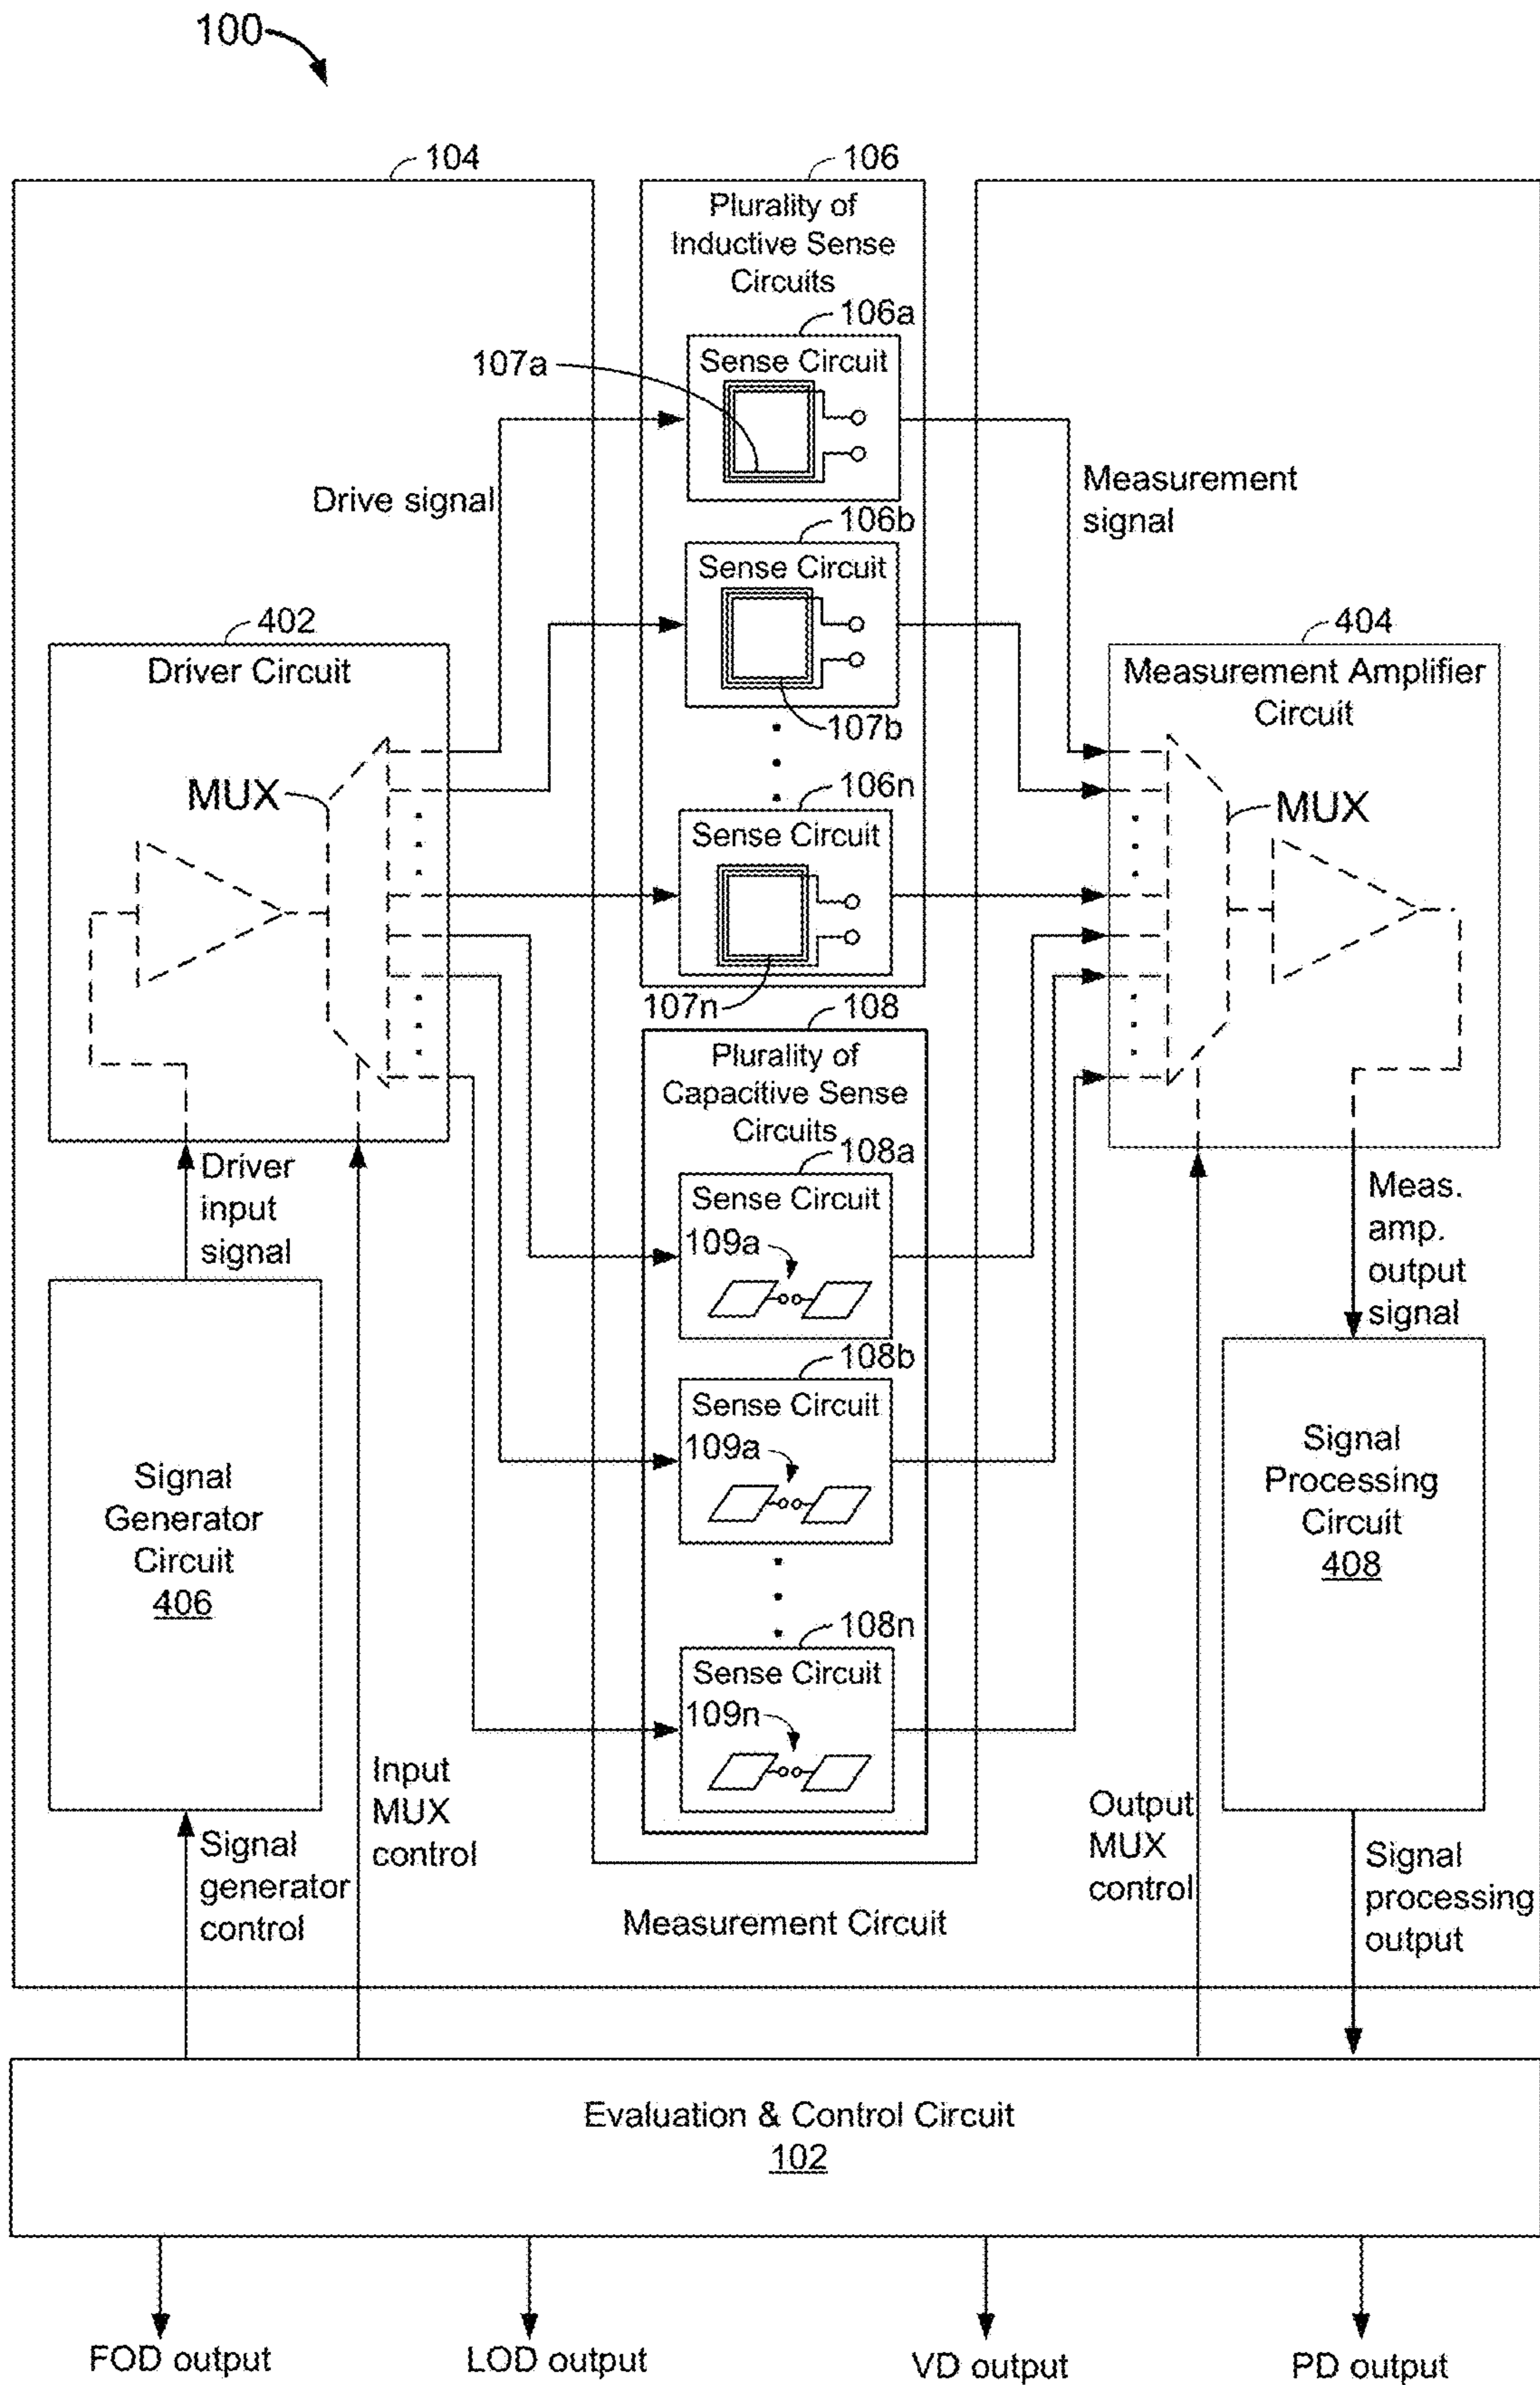 100
104
106
Plurality of
Inductive Sense
Circuits
106a
Sense Circuit
107a
Drive signal
Measurement
signal
106b
Sense Circuit
107b
402
Driver Circuit
MUX
404
Measurement Amplifier
Circuit
MUX
106n
Sense Circuit
107n
108
Plurality of
Capacitive Sense
Circuits
108a
Sense Circuit
109a
Driver
input
signal
Meas.
amp.
output
signal
108b
Sense Circuit
109a
Signal
Generator
Circuit
406
Signal
Processing
Circuit
408
108n
Sense Circuit
109n
Input
MUX
control
Output
MUX
control
Signal
generator
control
Signal
processing
output
Measurement Circuit
Evaluation & Control Circuit
102
FOD output
LOD output
VD output
PD output